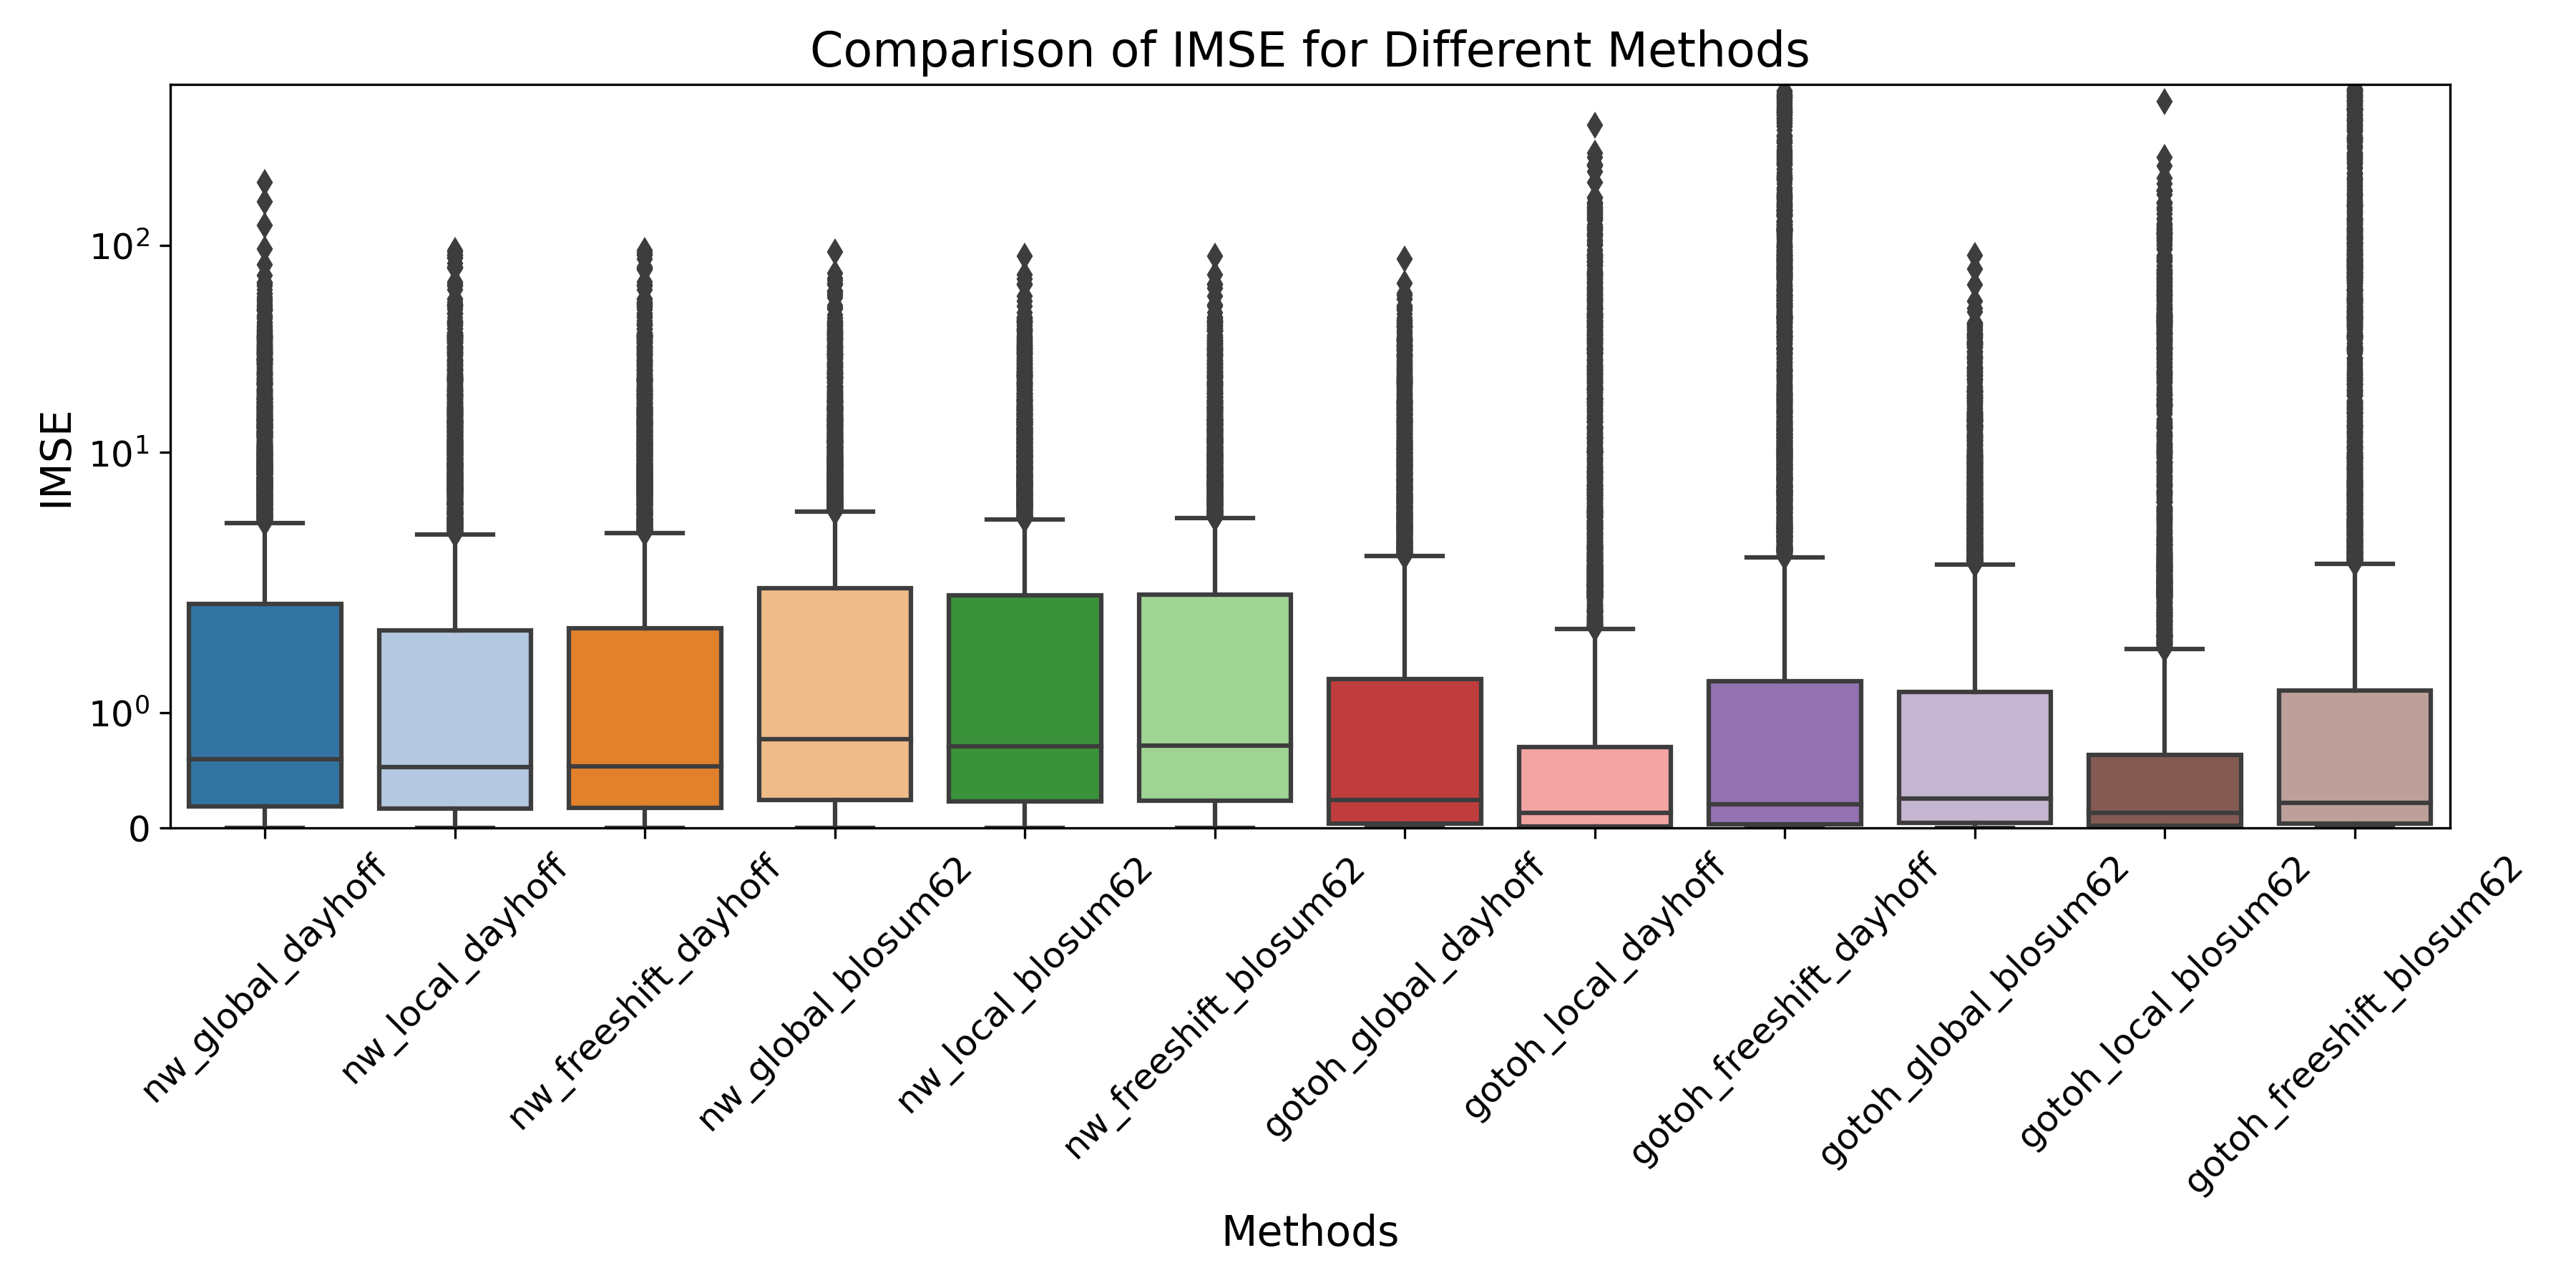 Comparison of IMSE for Different Methods
IMSE
10²
10¹
10⁰
0
nw_global_dayhoff
nw_local_dayhoff
nw_freeshift_dayhoff
nw_global_blosum62
nw_local_blosum62
nw_freeshift_blosum62
gotoh_global_dayhoff
gotoh_local_dayhoff
gotoh_freeshift_dayhoff
gotoh_global_blosum62
gotoh_local_blosum62
gotoh_freeshift_blosum62
Methods